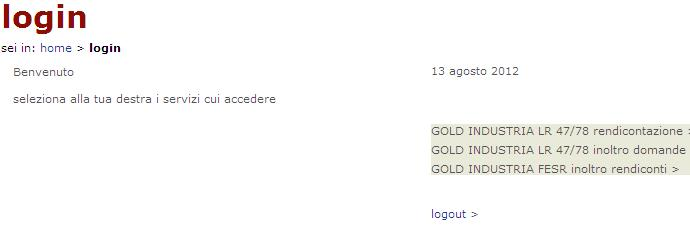 login
sei in: home > login
Benvenuto
13 agosto 2012
seleziona alla tua destra i servizi cui accedere
GOLD INDUSTRIA LR 47/78 rendicontazione >
GOLD INDUSTRIA LR 47/78 inoltro domande
GOLD INDUSTRIA FESR inoltro rendiconti >
logout >